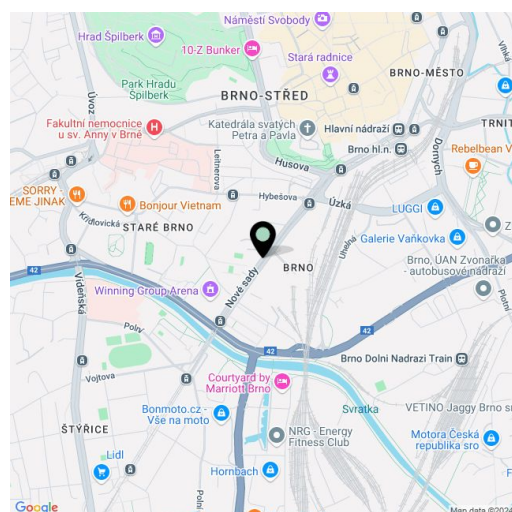 Náměstí Svobody
Hrad Špilberk
10-Z Bunker
Stará radnice
Vltká
BRNO-MĚSTO
Park Hradu
Špilberk
BRNO-STŘED
Úvoz
Fakultní nemocnice
u sv. Anny v Brně
Katedrála svatých
Petra a Pavla
Hlavní nádraží
TRNIT
Brno hl.n.
Domych
Rebelbean V
Leitnerova
Husova
SORRY -
EME JINAK
Hybešova
Úzká
LUGGI
Bonjour Vietnam
Křídlovická
STARÉ BRNO
Galerie Vaňkovka
Z
Uhelná
Brno, ÚAN Zvonařka
- autobusové nádraží
BRNO
42
Vídeňská
Nové sady
Winning Group Arena
Plotní
Polní
42
42
Brno Dolni Nadrazi Train
Vojtova
Courtyard by
Marriott Brno
Bonmoto.cz -
Vše na moto
Svratka
VETINO Jaggy Brno s
ŠTÝŘICE
NRG - Energy
Fitness Club
Motora Česká
republika sro
Lidl
Hornbach
Polní
Google
Map data ©2024